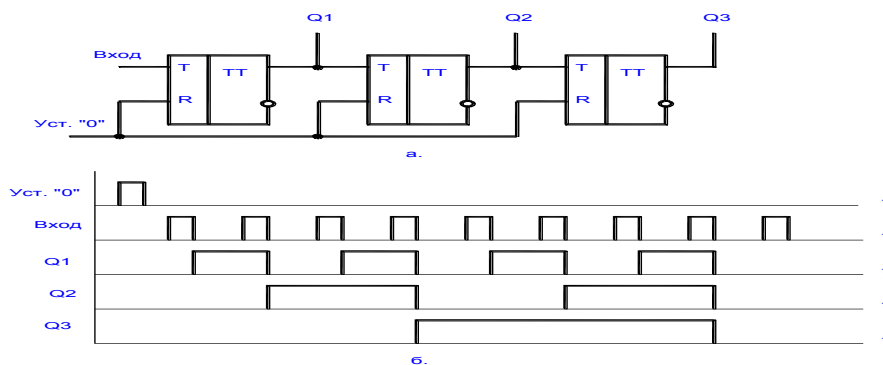 Q1 Q2 Q3
Вход T TT T TT T TT
R R R
Уст. "0"
а.
Уст. "0"
Вход
Q1
Q2
Q3
б.